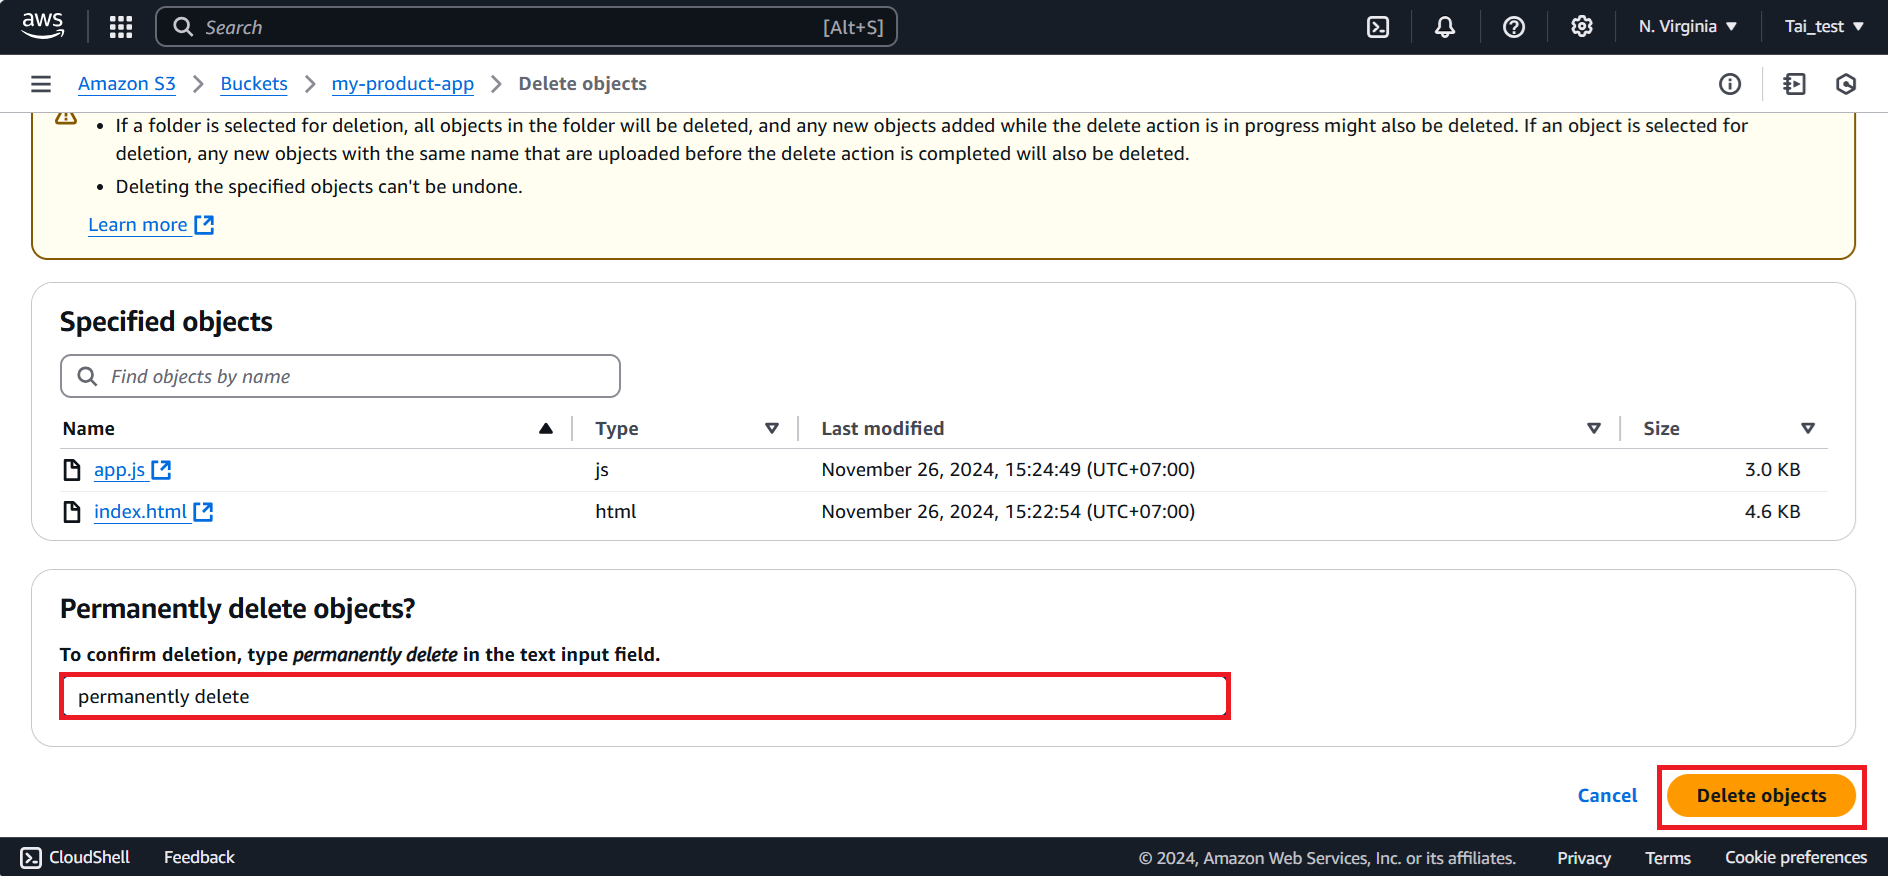 aws
Search [Alt+S] N. Virginia ▼ Tai_test ▼
Amazon S3 > Buckets > my-product-app > Delete objects
• If a folder is selected for deletion, all objects in the folder will be deleted, and any new objects added while the delete action is in progress might also be deleted. If an object is selected for
deletion, any new objects with the same name that are uploaded before the delete action is completed will also be deleted.
• Deleting the specified objects can't be undone.
Learn more
Specified objects
Find objects by name
Name Type Last modified Size
app.js js November 26, 2024, 15:24:49 (UTC+07:00) 3.0 KB
index.html html November 26, 2024, 15:22:54 (UTC+07:00) 4.6 KB
Permanently delete objects?
To confirm deletion, type permanently delete in the text input field.
permanently delete
Cancel Delete objects
CloudShell Feedback © 2024, Amazon Web Services, Inc. or its affiliates. Privacy Terms Cookie preferences